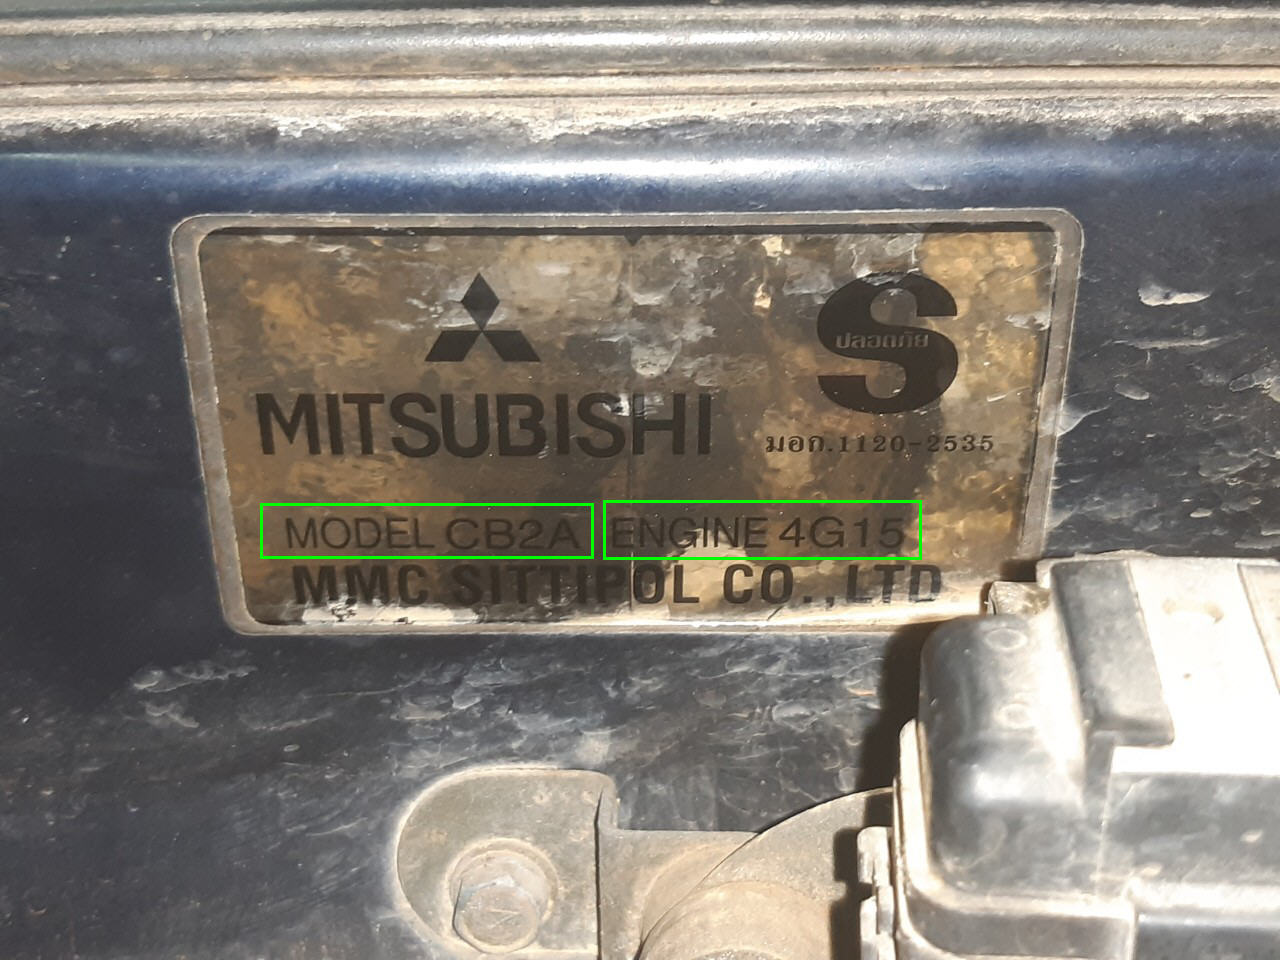 S
ปลอดภัย
MITSUBISHI
มอก.1120-2535
MODEL CB2A ENGINE 4G15
MMC SITTIPOL CO.,LTD